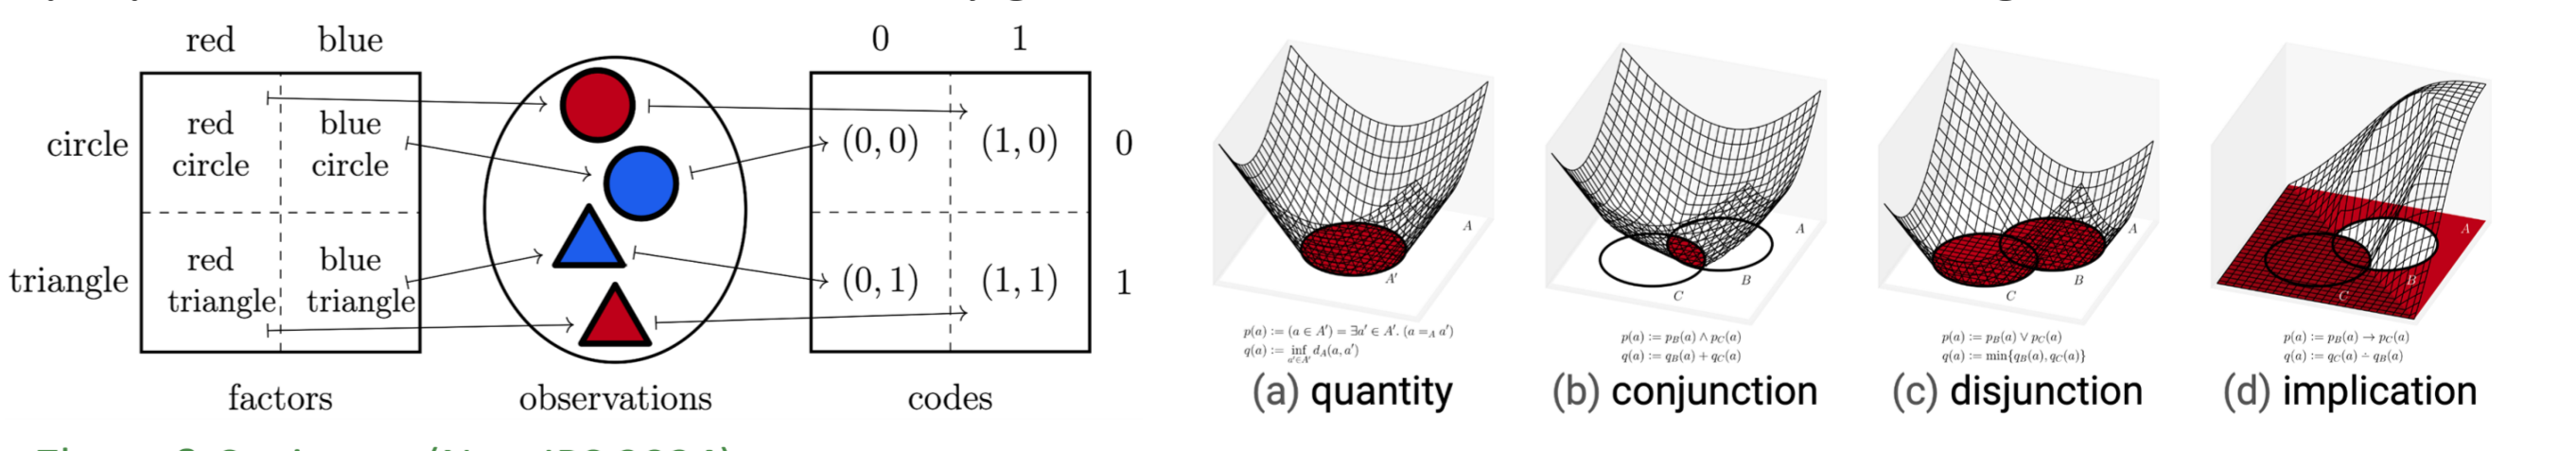 red blue
circle
triangle
red circle
blue circle
red triangle
blue triangle
factors
observations
0 1
(0, 0) (1, 0) 0
(0, 1) (1, 1) 1
codes
A
A′
p(a) := (a ∈ A′) = ∃a′ ∈ A′. (a =_A a′)
q(a) := inf_{a′∈A′} d_A(a, a′)
(a) quantity
A
B
C
p(a) := p_B(a) ∧ p_C(a)
q(a) := q_B(a) + q_C(a)
(b) conjunction
A
B
C
p(a) := p_B(a) ∨ p_C(a)
q(a) := min{q_B(a), q_C(a)}
(c) disjunction
A
B
C
p(a) := p_B(a) → p_C(a)
q(a) := q_C(a) ∸ q_B(a)
(d) implication